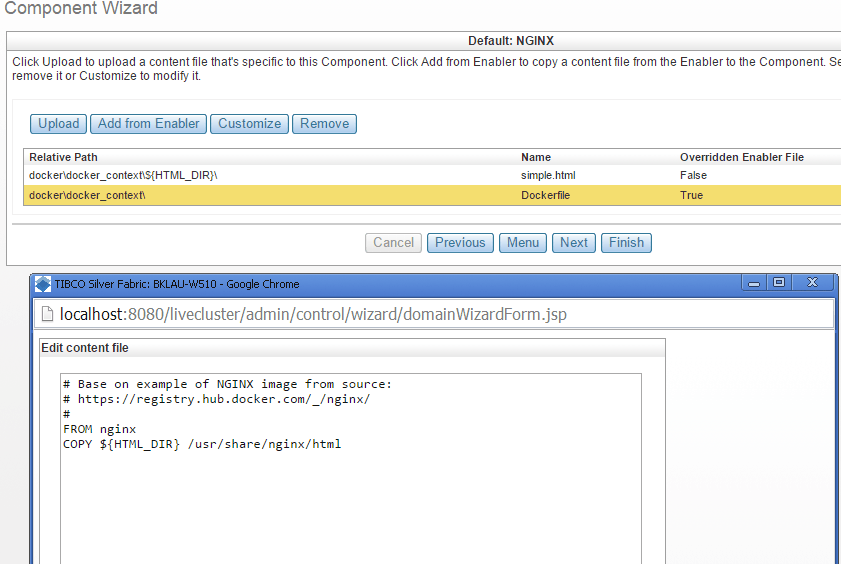 Component Wizard
Default: NGINX
Click Upload to upload a content file that's specific to this Component. Click Add from Enabler to copy a content file from the Enabler to the Component. Se
remove it or Customize to modify it.
Upload Add from Enabler Customize Remove
Relative Path Name Overridden Enabler File
docker\docker_context\${HTML_DIR}\ simple.html False
docker\docker_context\ Dockerfile True
Cancel Previous Menu Next Finish
TIBCO Silver Fabric: BKLAU-W510 - Google Chrome
localhost:8080/livecluster/admin/control/wizard/domainWizardForm.jsp
Edit content file
# Base on example of NGINX image from source:
# https://registry.hub.docker.com/_/nginx/
#
FROM nginx
COPY ${HTML_DIR} /usr/share/nginx/html